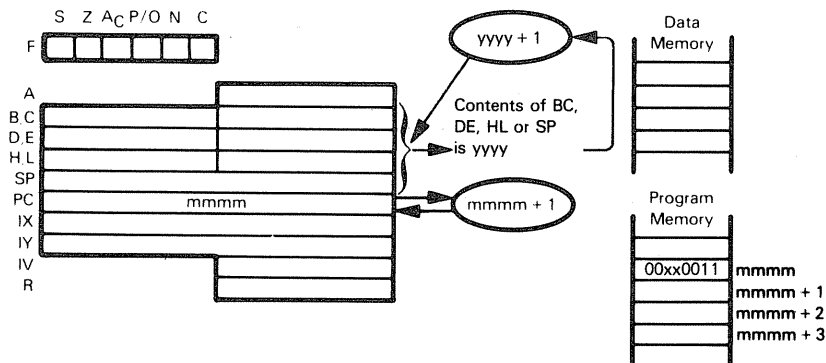 S Z AC P/O N C
F
A
B,C
D,E
H,L
SP
PC
IX
IY
IV
R
mmmm
yyyy + 1
Contents of BC,
DE, HL or SP
is yyyy
mmmm + 1
Data
Memory
Program
Memory
00xx0011 mmmm
mmmm + 1
mmmm + 2
mmmm + 3